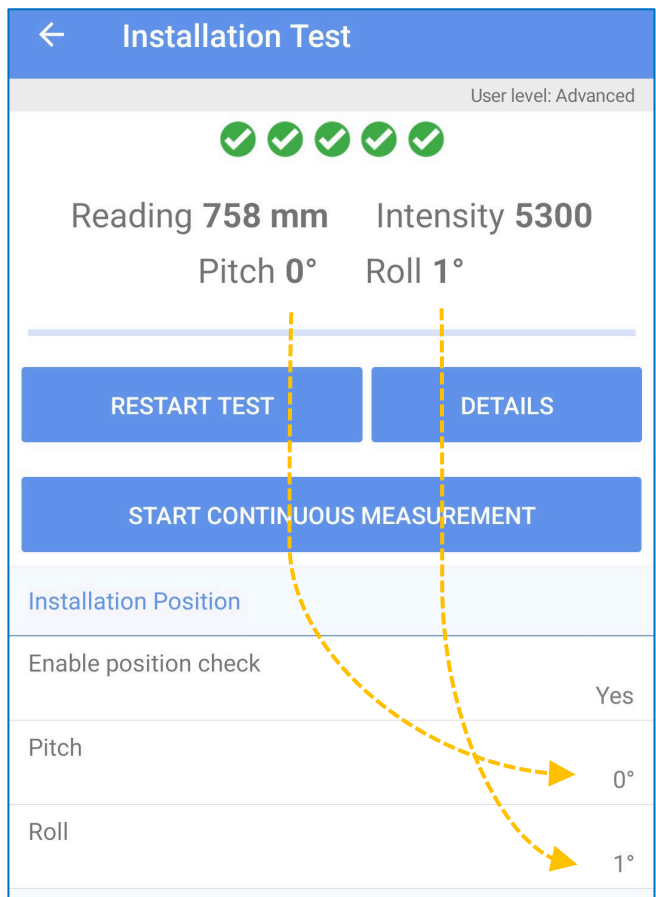 Installation Test
User level: Advanced
Reading 758 mm Intensity 5300
Pitch 0° Roll 1°
RESTART TEST DETAILS
START CONTINUOUS MEASUREMENT
Installation Position
Enable position check
Yes
Pitch
0°
Roll
1°